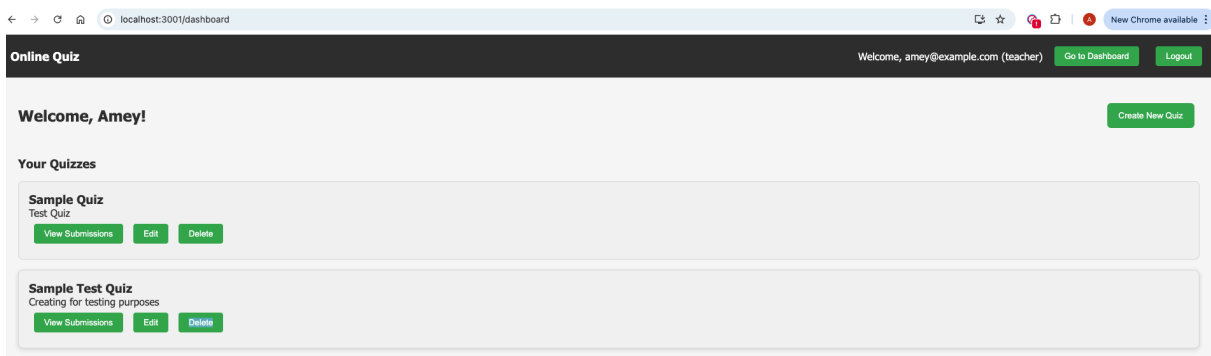 localhost:3001/dashboard
A
New Chrome available
Online Quiz
Welcome, amey@example.com (teacher)
Go to Dashboard
Logout
Welcome, Amey!
Create New Quiz
Your Quizzes
Sample Quiz
Test Quiz
View Submissions Edit Delete
Sample Test Quiz
Creating for testing purposes
View Submissions Edit Delete